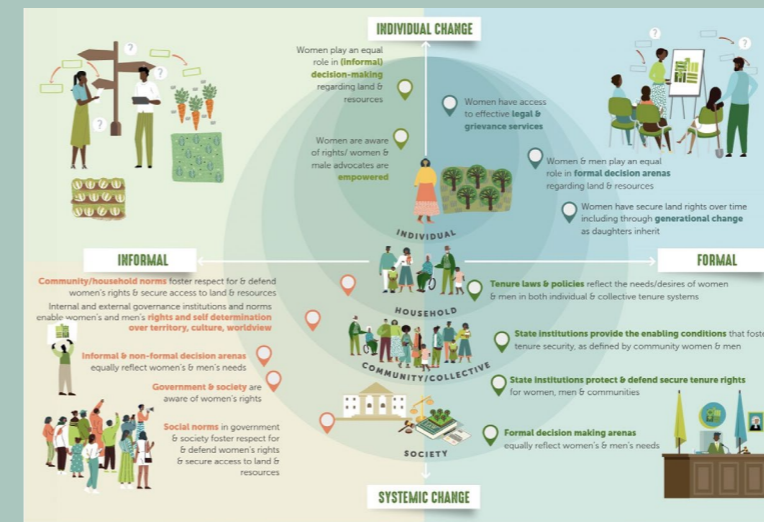 INDIVIDUAL CHANGE
Women play an equal
role in (informal)
decision-making
regarding land &
resources
Women are aware
of rights/ women &
male advocates are
empowered
Women have access
to effective legal &
grievance services
Women & men play an equal
role in formal decision arenas
regarding land & resources
Women have secure land rights over time
including through generational change
as daughters inherit
?
?
?
?
?
INDIVIDUAL
INFORMAL
FORMAL
Community/household norms foster respect for & defend
women's rights & secure access to land & resources
Internal and external governance institutions and norms
enable women's and men's rights and self determination
over territory, culture, worldview
Informal & non-formal decision arenas
equally reflect women's & men's needs
Government & society are
aware of women's rights
Social norms in government
& society foster respect for
& defend women's rights
& secure access to land &
resources
HOUSEHOLD
COMMUNITY/COLLECTIVE
SOCIETY
Tenure laws & policies reflect the needs/desires of women
& men in both individual & collective tenure systems
State institutions provide the enabling conditions that foste
tenure security, as defined by community women & men
State institutions protect & defend secure tenure rights
for women, men & communities
Formal decision making arenas
equally reflect women's & men's needs
SYSTEMIC CHANGE